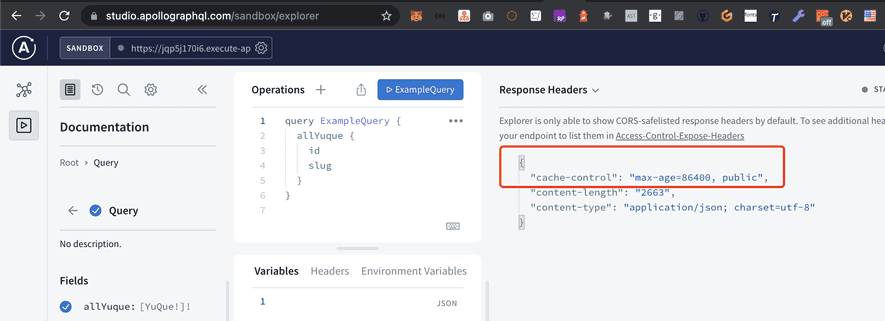 studio.apollographql.com/sandbox/explorer
off
SANDBOX
https://jqp5j170i6.execute-ap
Documentation
Root > Query
Query
No description.
Fields
allYuque: [YuQue!]!
Operations
ExampleQuery
1 query ExampleQuery {
2 allYuque {
3 id
4 slug
5 }
6 }
7
Variables Headers Environment Variables
1
JSON
Response Headers
STA
Explorer is only able to show CORS-safelisted response headers by default. To see additional hea
your endpoint to list them in Access-Control-Expose-Headers
{
"cache-control": "max-age=86400, public",
"content-length": "2663",
"content-type": "application/json; charset=utf-8"
}